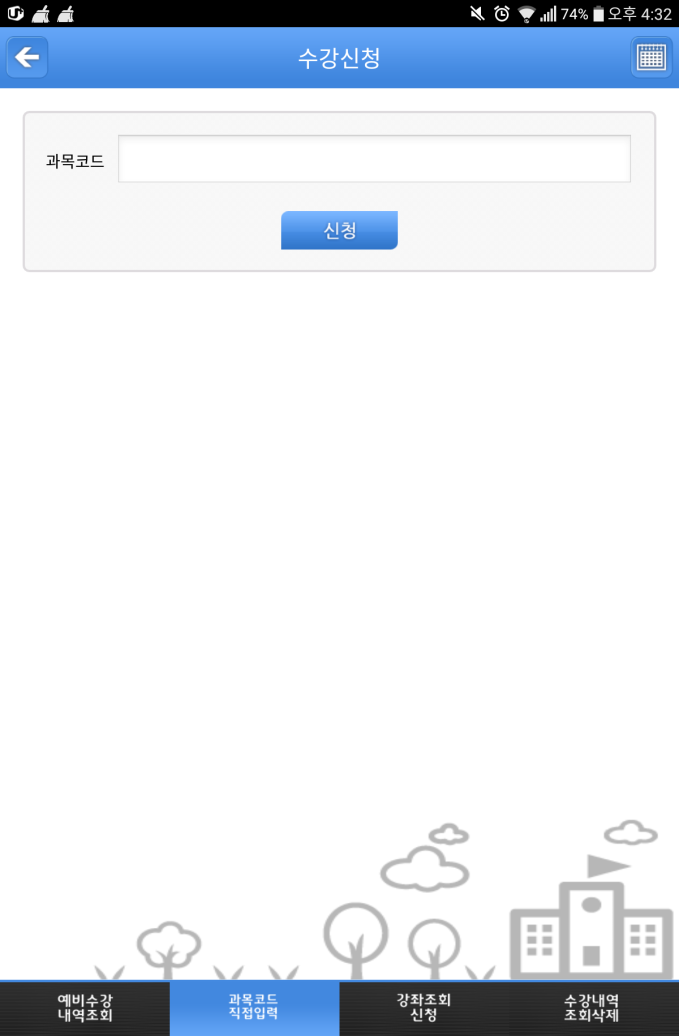 74% 오후 4:32
수강신청
과목코드
신청
예비수강
내역조회
과목코드
직접입력
강좌조회
신청
수강내역
조회삭제